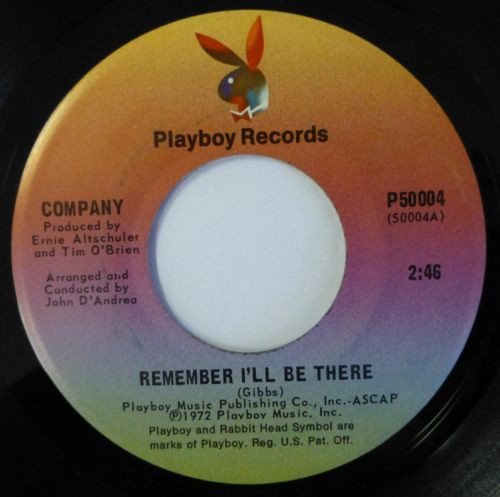 Playboy Records
COMPANY
Produced by
Ernie Altschuler
and Tim O'Brien
Arranged and
Conducted by
John D'Andrea
P50004
(50004A)
2:46
REMEMBER I'LL BE THERE
(Gibbs)
Playboy Music Publishing Co., Inc.-ASCAP
Ⓟ1972 Playboy Music, Inc.
Playboy and Rabbit Head Symbol are
marks of Playboy. Reg. U.S. Pat. Off.